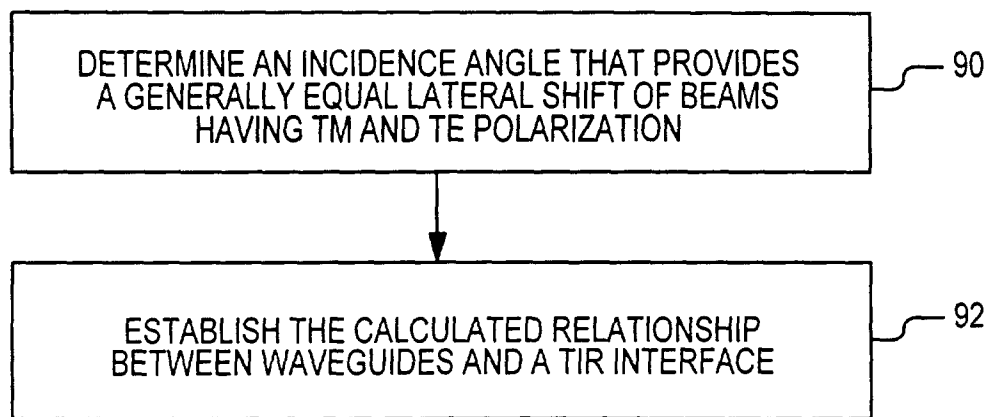 DETERMINE AN INCIDENCE ANGLE THAT PROVIDES
A GENERALLY EQUAL LATERAL SHIFT OF BEAMS
HAVING TM AND TE POLARIZATION
90
ESTABLISH THE CALCULATED RELATIONSHIP
BETWEEN WAVEGUIDES AND A TIR INTERFACE
92